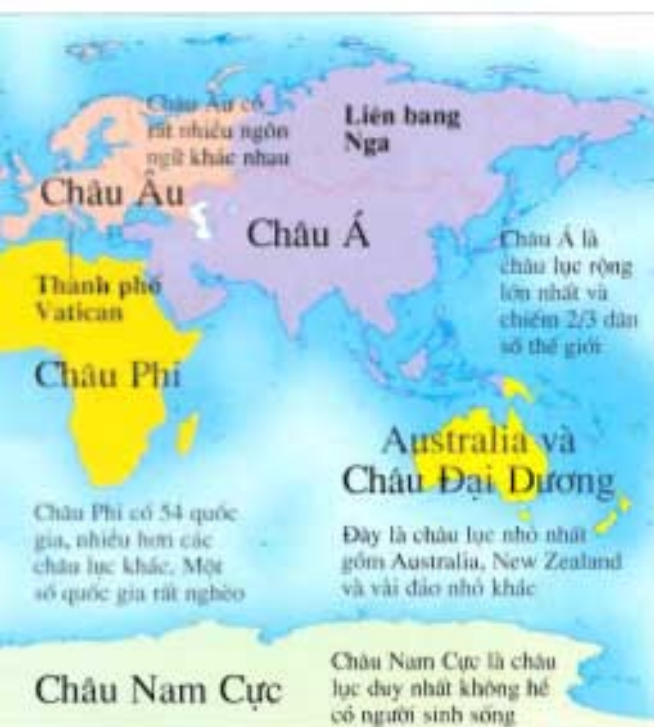 Châu Âu có
rất nhiều ngôn
ngữ khác nhau
Liên bang
Nga
Châu Âu
Châu Á
Châu Á là
châu lục rộng
lớn nhất và
chiếm 2/3 dân
số thế giới
Thành phố
Vatican
Châu Phi
Australia và
Châu Đại Dương
Châu Phi có 54 quốc
gia, nhiều hơn các
châu lục khác. Một
số quốc gia rất nghèo
Đây là châu lục nhỏ nhất
gồm Australia, New Zealand
và vài đảo nhỏ khác
Châu Nam Cực
Châu Nam Cực là châu
lục duy nhất không hề
có người sinh sống